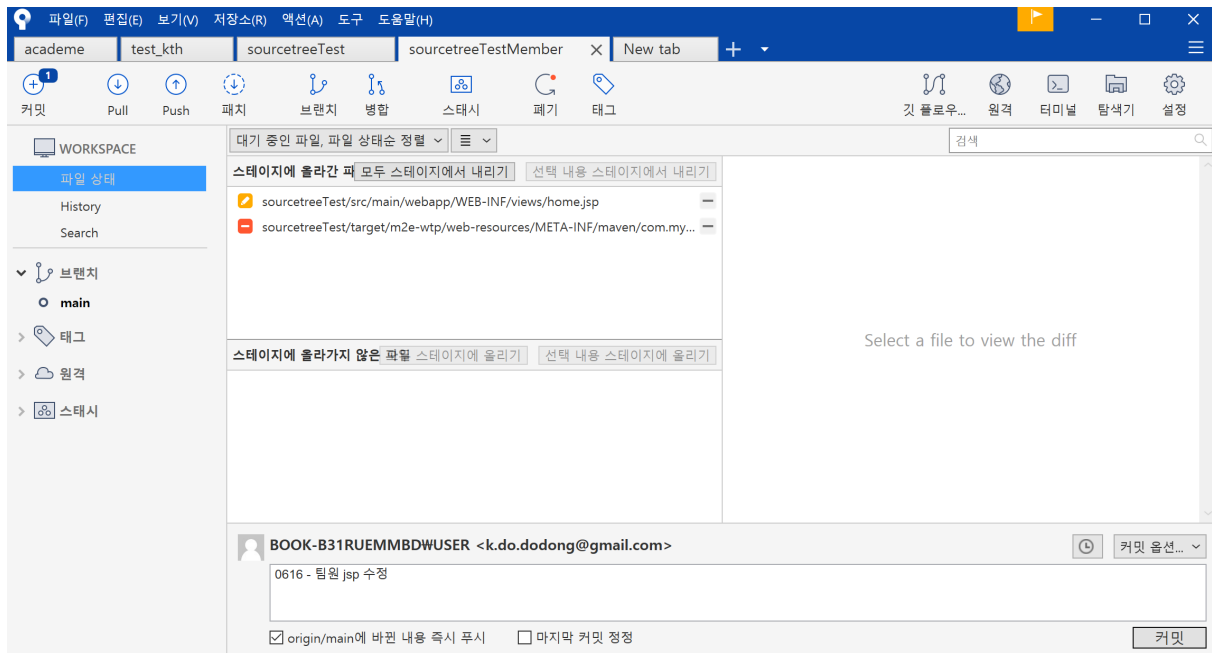 파일(F) 편집(E) 보기(V) 저장소(R) 액션(A) 도구 도움말(H)
academe test_kth sourcetreeTest sourcetreeTestMember New tab
1
커밋 Pull Push 패치 브랜치 병합 스태시 폐기 태그 깃 플로우... 원격 터미널 탐색기 설정
WORKSPACE
파일 상태
History
Search
브랜치
main
태그
원격
스태시
대기 중인 파일, 파일 상태순 정렬
검색
스테이지에 올라간 파 모두 스테이지에서 내리기 선택 내용 스테이지에서 내리기
sourcetreeTest/src/main/webapp/WEB-INF/views/home.jsp
sourcetreeTest/target/m2e-wtp/web-resources/META-INF/maven/com.my...
스테이지에 올라가지 않은 스테이지에 올리기 선택 내용 스테이지에 올리기
Select a file to view the diff
BOOK-B31RUEMMBD₩USER <k.do.dodong@gmail.com>
커밋 옵션...
0616 - 팀원 jsp 수정
origin/main에 바뀐 내용 즉시 푸시 마지막 커밋 정정
커밋